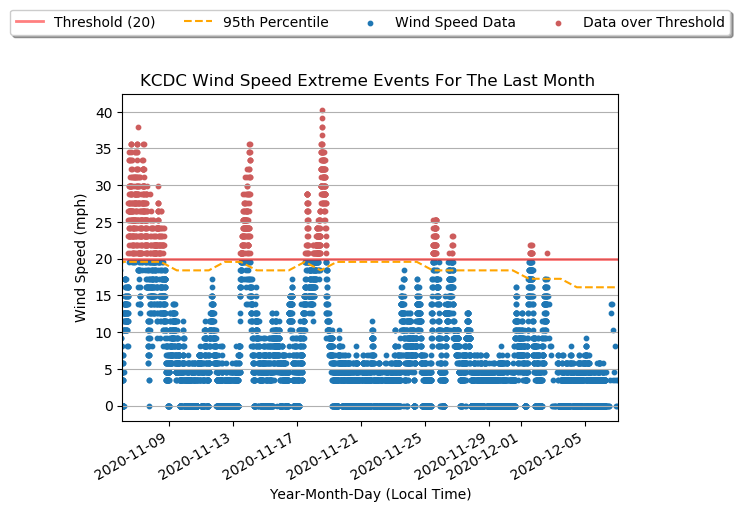 Threshold (20) 95th Percentile Wind Speed Data Data over Threshold
KCDC Wind Speed Extreme Events For The Last Month
Wind Speed (mph)
40
35
30
25
20
15
10
5
0
2020-11-09 2020-11-13 2020-11-17 2020-11-21 2020-11-25 2020-11-29 2020-12-01 2020-12-05
Year-Month-Day (Local Time)